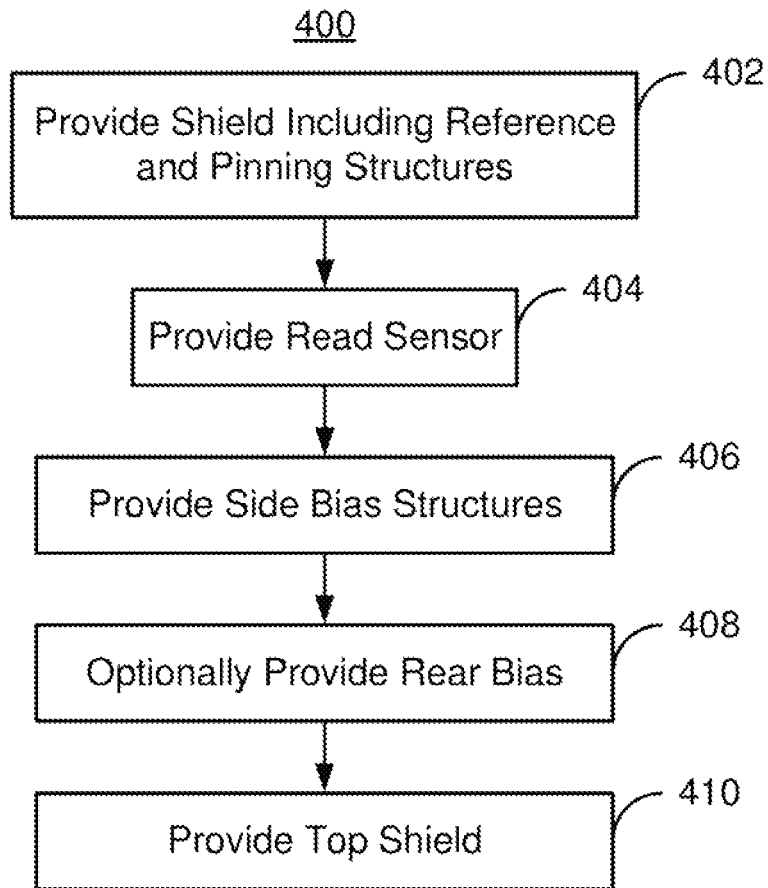 400
402
Provide Shield Including Reference
and Pinning Structures
404
Provide Read Sensor
406
Provide Side Bias Structures
408
Optionally Provide Rear Bias
410
Provide Top Shield